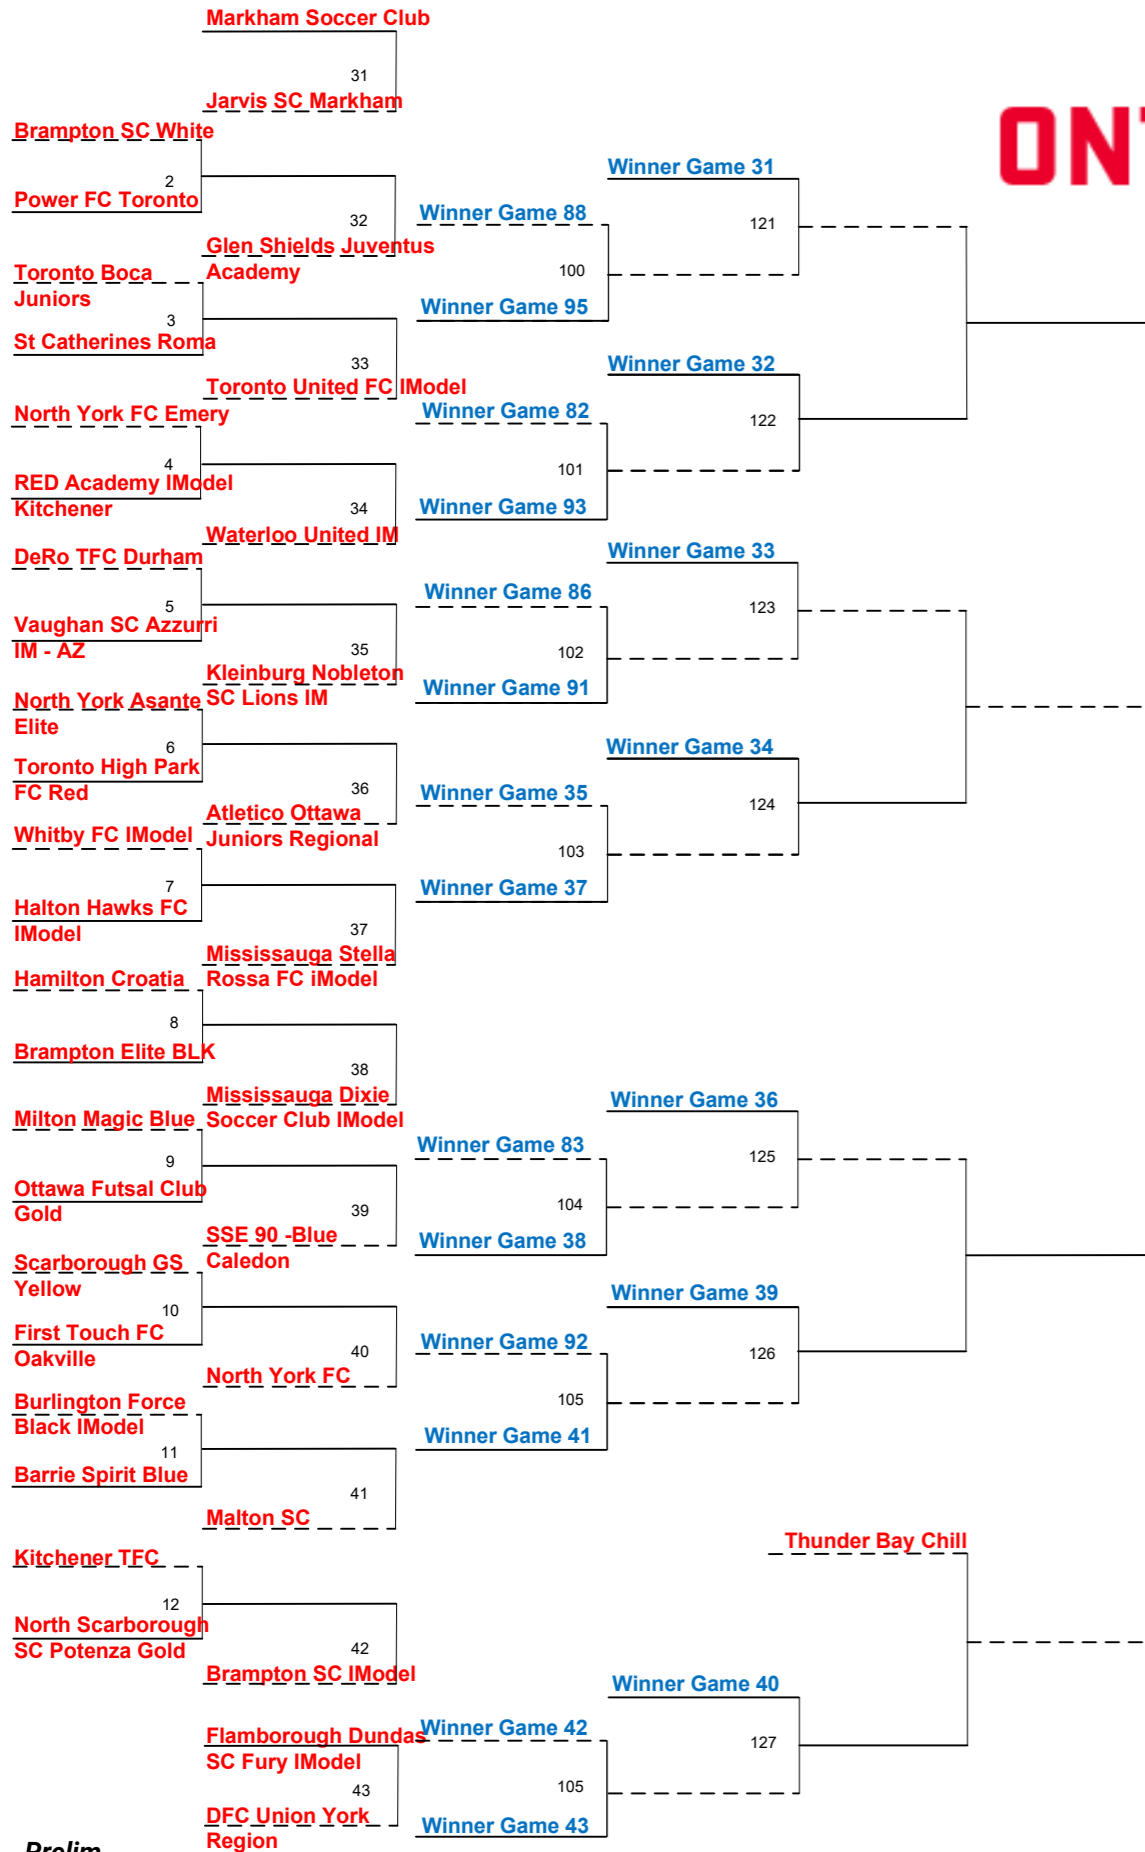 Markham Soccer Club
31
Jarvis SC Markham
Brampton SC White
2
Power FC Toronto
32
Glen Shields Juventus
Academy
Toronto Boca
Juniors
3
St Catherines Roma
33
Toronto United FC IModel
North York FC Emery
4
RED Academy IModel
Kitchener
34
Waterloo United IM
DeRo TFC Durham
5
Vaughan SC Azzurri
IM - AZ
35
Kleinburg Nobleton
SC Lions IM
North York Asante
Elite
6
Toronto High Park
FC Red
36
Atletico Ottawa
Juniors Regional
Whitby FC IModel
7
Halton Hawks FC
IModel
37
Mississauga Stella
Rossa FC iModel
Hamilton Croatia
8
Brampton Elite BLK
38
Mississauga Dixie
Soccer Club IModel
Milton Magic Blue
9
Ottawa Futsal Club
Gold
39
SSE 90 -Blue
Caledon
Scarborough GS
Yellow
10
First Touch FC
Oakville
40
North York FC
Burlington Force
Black IModel
11
Barrie Spirit Blue
41
Malton SC
Kitchener TFC
12
North Scarborough
SC Potenza Gold
42
Brampton SC IModel
Flamborough Dundas
SC Fury IModel
43
DFC Union York
Region
Prelim
Winner Game 88
100
Winner Game 95
Winner Game 82
101
Winner Game 93
Winner Game 86
102
Winner Game 91
Winner Game 35
103
Winner Game 37
Winner Game 83
104
Winner Game 38
Winner Game 92
105
Winner Game 41
Winner Game 42
105
Winner Game 43
Winner Game 31
121
Winner Game 32
122
Winner Game 33
123
Winner Game 34
124
Winner Game 36
125
Winner Game 39
126
Thunder Bay Chill
Winner Game 40
127
ON